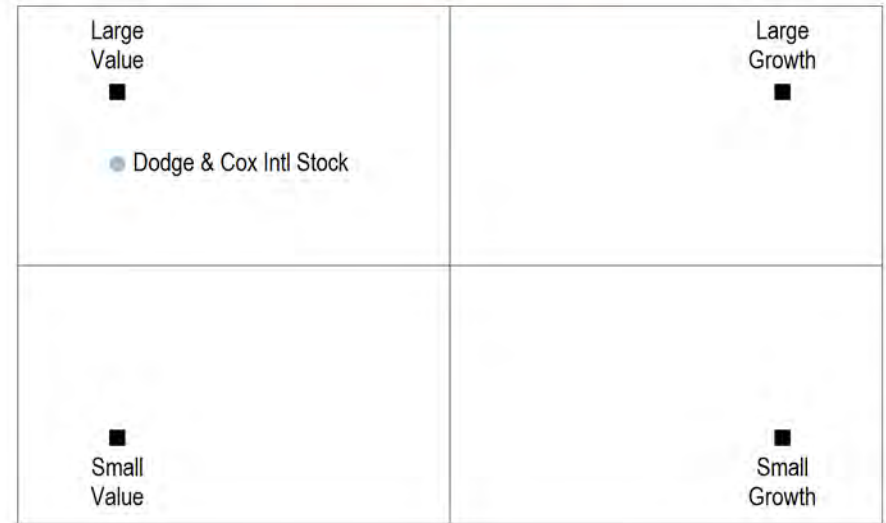 Large
Value
Large
Growth
Dodge & Cox Intl Stock
Small
Value
Small
Growth